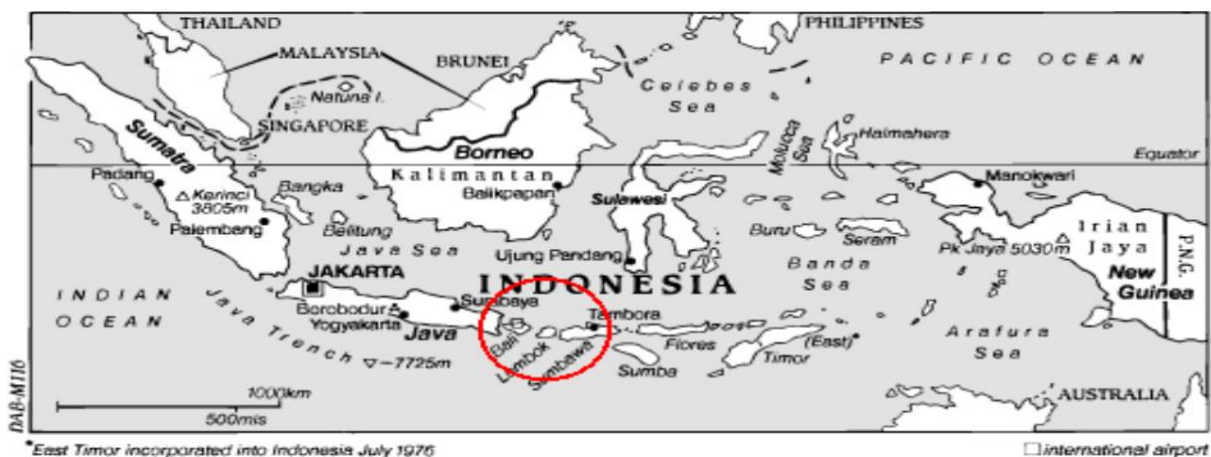 THAILAND
PHILIPPINES
MALAYSIA
BRUNEI
PACIFIC OCEAN
Celebes
Sea
Natuna I.
SINGAPORE
Molucca
Sea
Halmahera
Sumatra
Borneo
Equator
Padang
Kalimantan
Manokwari
Kerinci
3805m
Bangka
Balikpapan
Sulawesi
Palembang
Belitung
Buru
Seram
Irian
Jaya
P.N.G.
Java Sea
Ujung Pandang
Pk Jaya 5030m
JAKARTA
INDONESIA
Banda
Sea
New
Guinea
INDIAN
OCEAN
Borobodur
Surabaya
Tambora
Yogyakarta
Java
Java Trench
-7725m
Bali
Lombok
Sumbawa
Flores
Sumba
Timor
(East)*
Arafura
Sea
1000km
500mls
AUSTRALIA
DAB-M116
*East Timor incorporated into Indonesia July 1976
international airport